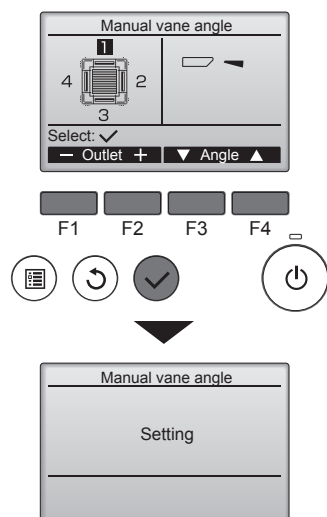 Manual vane angle
1
4 2
3
Select: ✓
− Outlet + ▼ Angle ▲
F1 F2 F3 F4
Manual vane angle
Setting